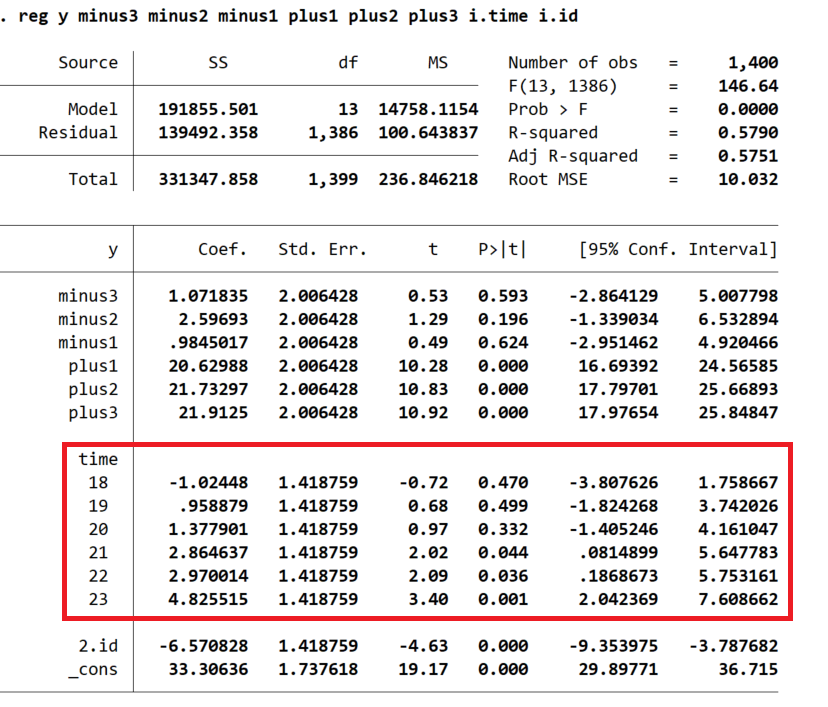 . reg y minus3 minus2 minus1 plus1 plus2 plus3 i.time i.id
Source SS df MS Number of obs = 1,400
F(13, 1386) = 146.64
Model 191855.501 13 14758.1154 Prob > F = 0.0000
Residual 139492.358 1,386 100.643837 R-squared = 0.5790
Adj R-squared = 0.5751
Total 331347.858 1,399 236.846218 Root MSE = 10.032
y Coef. Std. Err. t P>|t| [95% Conf. Interval]
minus3 1.071835 2.006428 0.53 0.593 -2.864129 5.007798
minus2 2.59693 2.006428 1.29 0.196 -1.339034 6.532894
minus1 .9845017 2.006428 0.49 0.624 -2.951462 4.920466
plus1 20.62988 2.006428 10.28 0.000 16.69392 24.56585
plus2 21.73297 2.006428 10.83 0.000 17.79701 25.66893
plus3 21.9125 2.006428 10.92 0.000 17.97654 25.84847
time
18 -1.02448 1.418759 -0.72 0.470 -3.807626 1.758667
19 .958879 1.418759 0.68 0.499 -1.824268 3.742026
20 1.377901 1.418759 0.97 0.332 -1.405246 4.161047
21 2.864637 1.418759 2.02 0.044 .0814899 5.647783
22 2.970014 1.418759 2.09 0.036 .1868673 5.753161
23 4.825515 1.418759 3.40 0.001 2.042369 7.608662
2.id -6.570828 1.418759 -4.63 0.000 -9.353975 -3.787682
_cons 33.30636 1.737618 19.17 0.000 29.89771 36.715